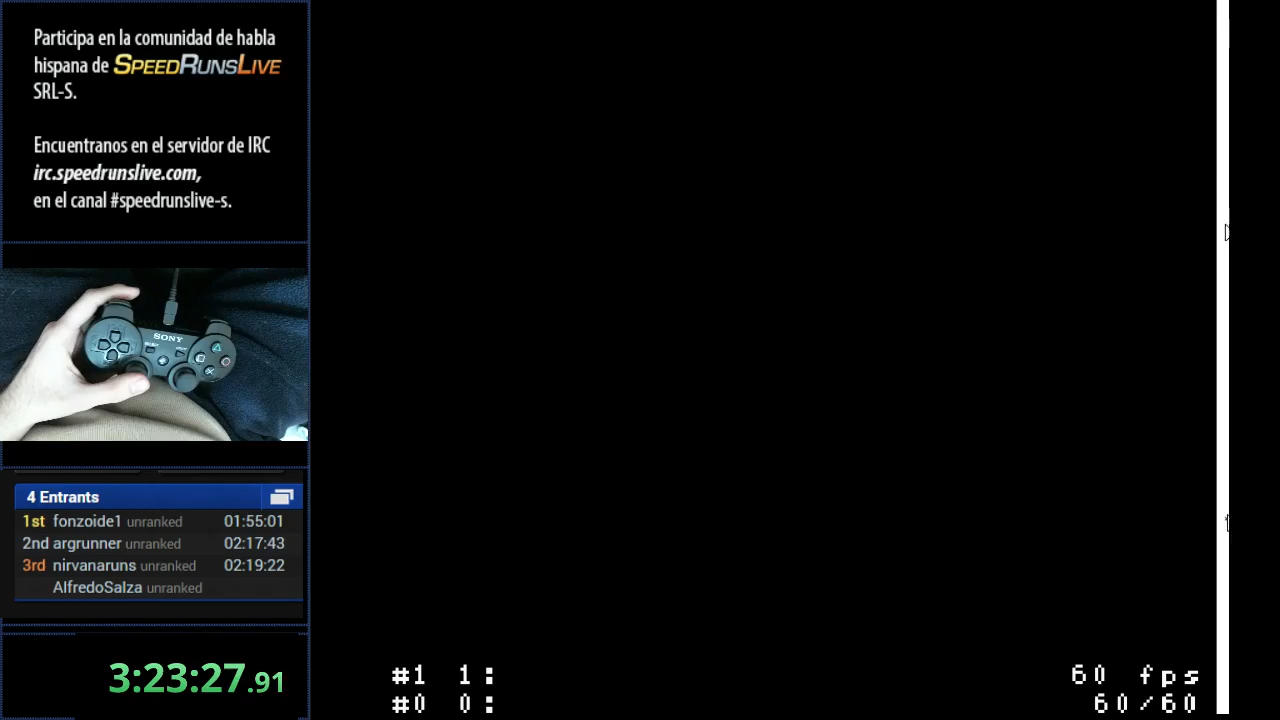 Participa en la comunidad de habla
hispana de SPEEDRUNSLIVE
SRL-S.
Encuentranos en el servidor de IRC
irc.speedrunslive.com,
en el canal #speedrunslive-s.
SONY
4 Entrants
1st fonzoide1 unranked 01:55:01
2nd argrunner unranked 02:17:43
3rd nirvanaruns unranked 02:19:22
AlfredoSalza unranked
3:23:27.91
#1 1:
#0 0:
60 fps
60/60